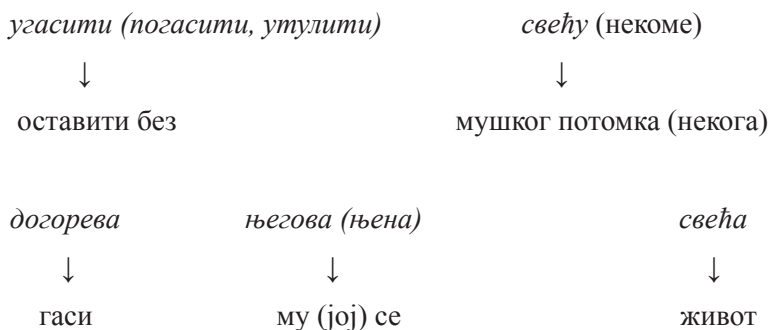 угасити (погасити, утулити) свећу (некоме)
↓ ↓
оставити без мушког потомка (некога)
догорева његова (њена) свећа
↓ ↓ ↓
гаси му (јој) се живот